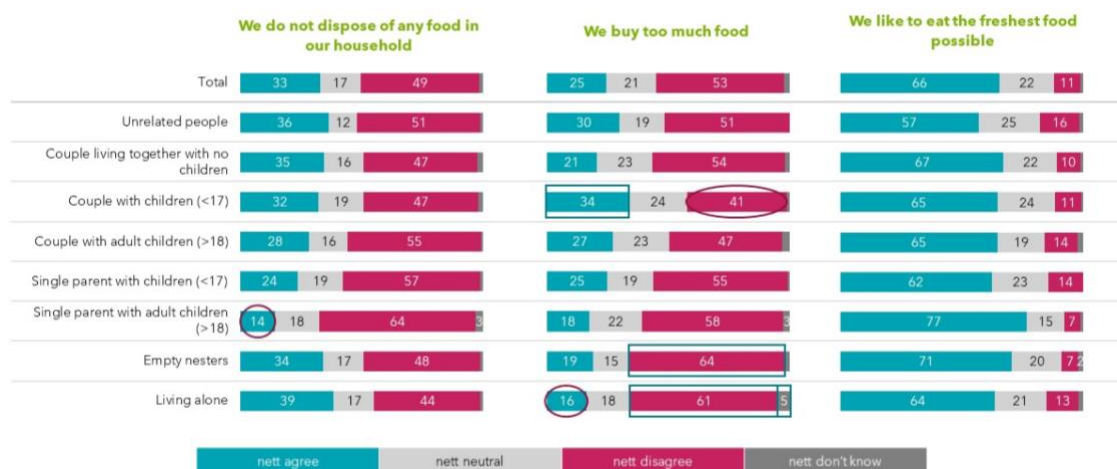 We do not dispose of any food in
our household
We buy too much food
We like to eat the freshest food
possible
Total
33 17 49
25 21 53
66 22 11
Unrelated people
36 12 51
30 19 51
57 25 16
Couple living together with no
children
35 16 47
21 23 54
67 22 10
Couple with children (<17)
32 19 47
34 24 41
65 24 11
Couple with adult children (>18)
28 16 55
27 23 47
65 19 14
Single parent with children (<17)
24 19 57
25 19 55
62 23 14
Single parent with adult children
(>18)
14 18 64 3
18 22 58 3
77 15 7
Empty nesters
34 17 48
19 15 64
71 20 7 2
Living alone
39 17 44
16 18 61 5
64 21 13
nett agree nett neutral nett disagree nett don't know